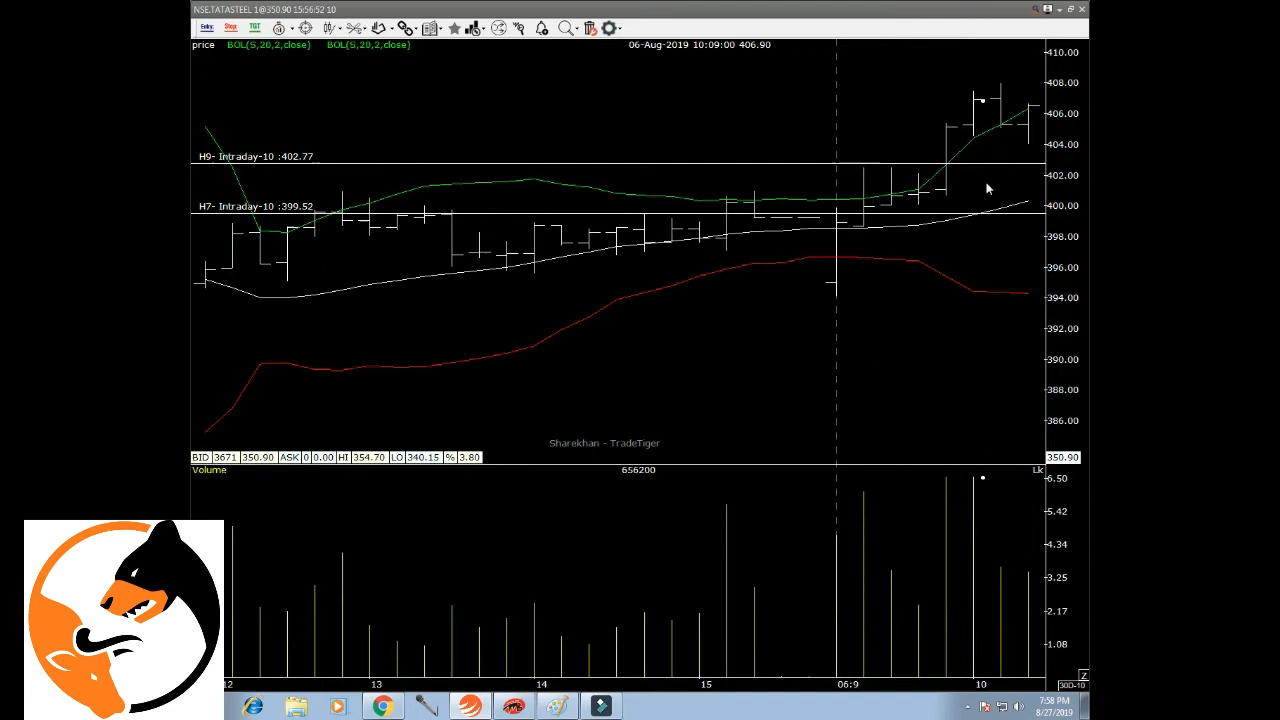 NSE.TATASTEEL 1@350.90 15:56:52 10
Entry Stop TGT
price BOL(S,20,2,close) BOL(S,20,2,close) 06-Aug-2019 10:09:00 406.90
410.00
408.00
406.00
404.00
H9- Intraday-10 :402.77
402.00
H7- Intraday-10 :399.52
400.00
398.00
396.00
394.00
392.00
390.00
388.00
386.00
Sharekhan - TradeTiger
BID 3671 350.90 ASK 0 0.00 HI 354.70 LO 340.15 % 3.80 350.90
Volume 656200 Lk
6.50
5.42
4.34
3.25
2.17
1.08
Z
12 13 14 15 06:9 10 30D-10
7:58 PM
8/27/2019